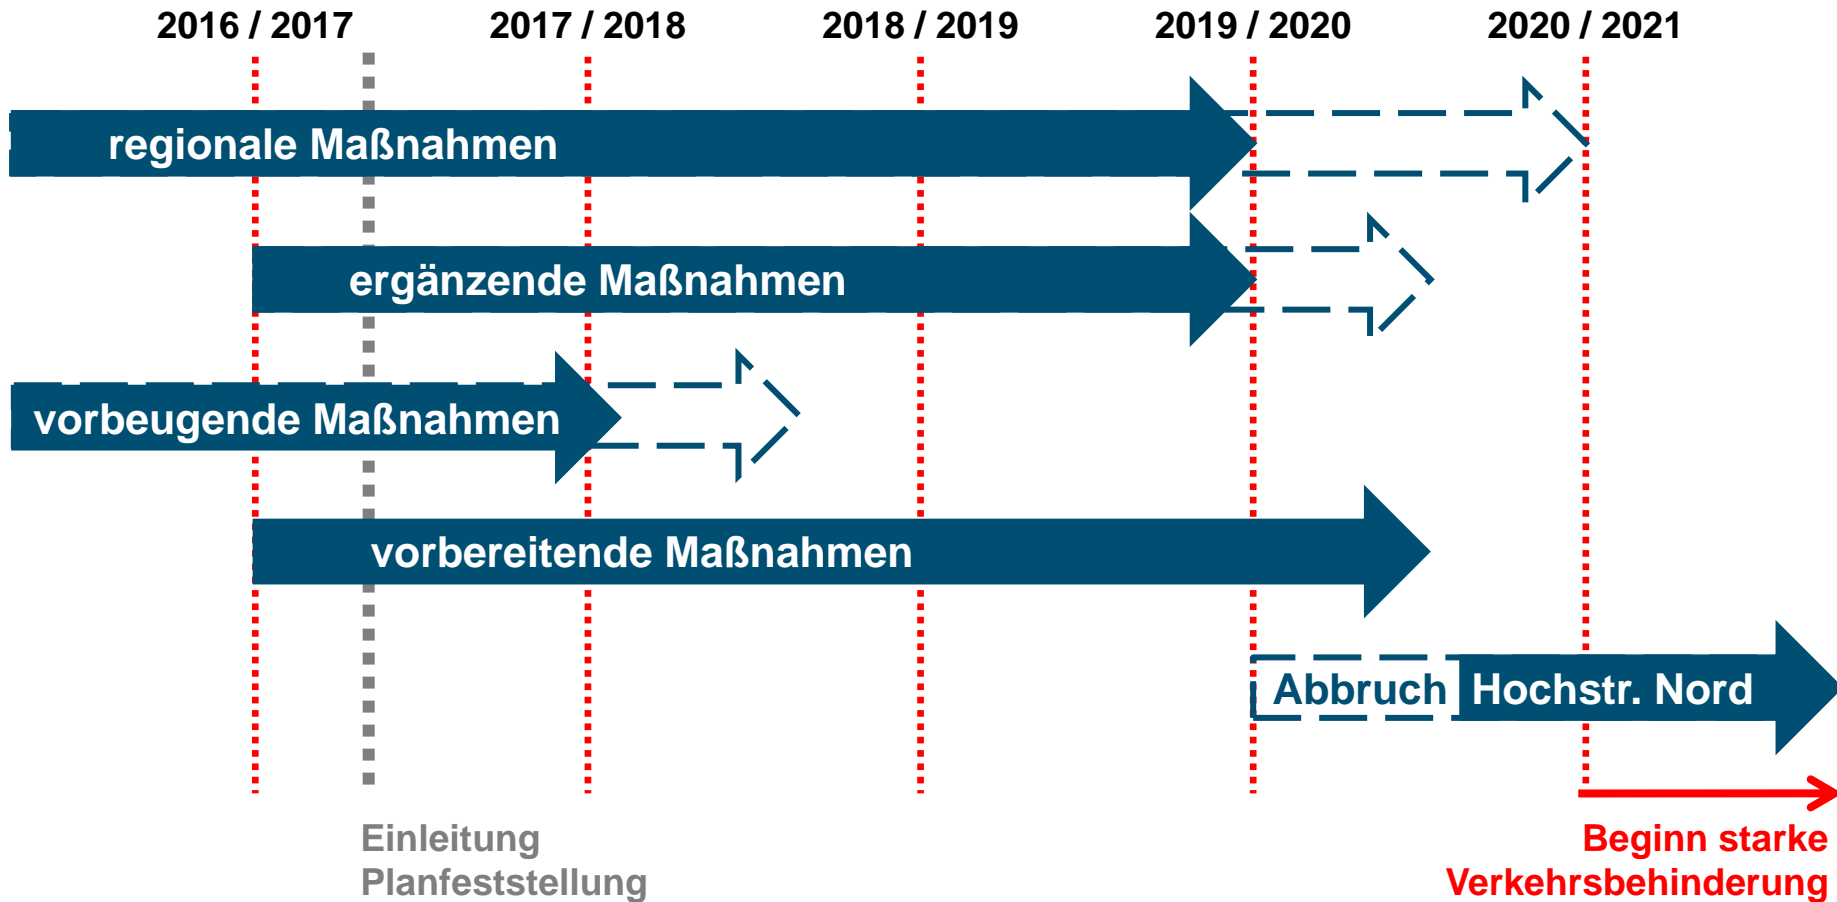 2016 / 2017 2017 / 2018 2018 / 2019 2019 / 2020 2020 / 2021
regionale Maßnahmen
ergänzende Maßnahmen
vorbeugende Maßnahmen
vorbereitende Maßnahmen
Abbruch Hochstr. Nord
Einleitung
Planfeststellung
Beginn starke
Verkehrsbehinderung